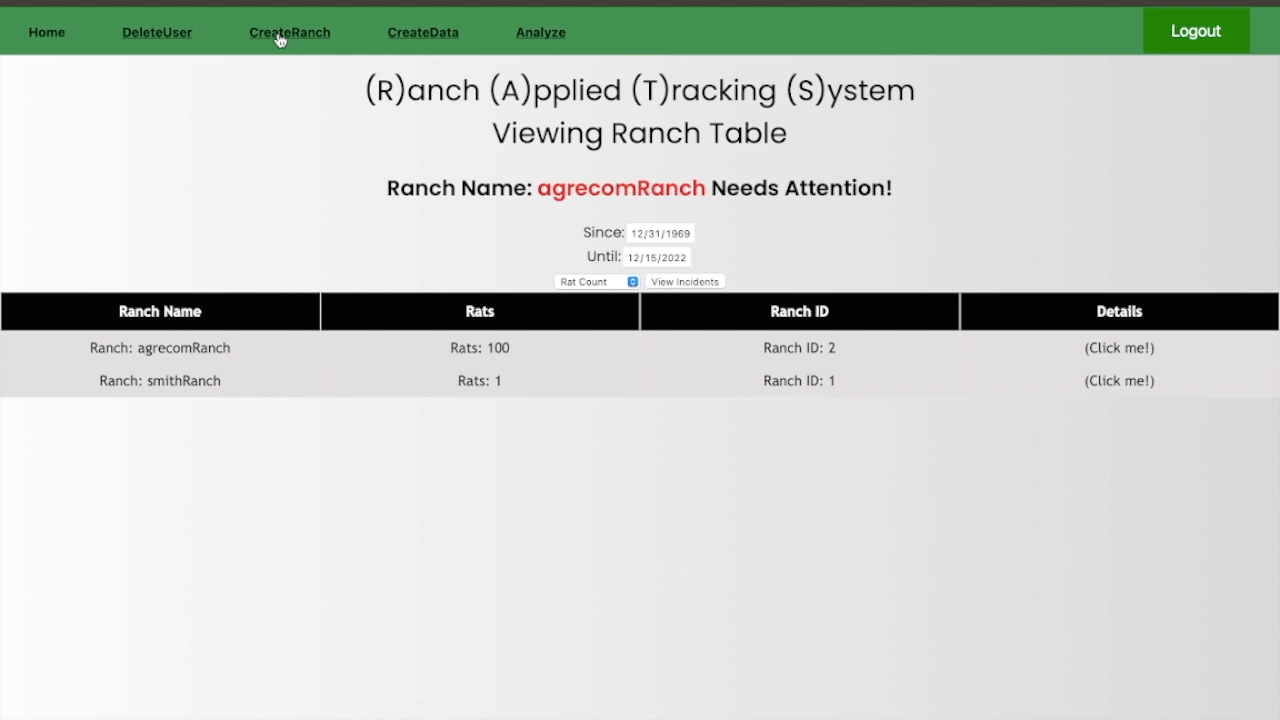 Home DeleteUser CreateRanch CreateData Analyze Logout
(R)anch (A)pplied (T)racking (S)ystem
Viewing Ranch Table
Ranch Name: agrecomRanch Needs Attention!
Since: 12/31/1969
Until: 12/15/2022
Rat Count View Incidents
Ranch Name Rats Ranch ID Details
Ranch: agrecomRanch Rats: 100 Ranch ID: 2 (Click me!)
Ranch: smithRanch Rats: 1 Ranch ID: 1 (Click me!)